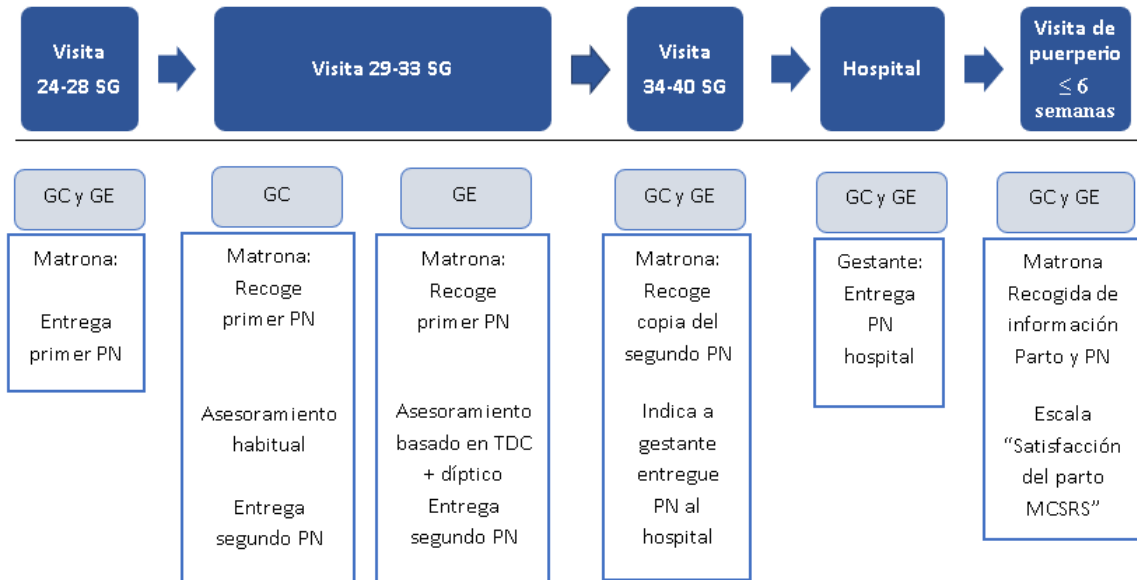 Visita
24-28 SG
Visita 29-33 SG
Visita
34-40 SG
Hospital
Visita de
puerperio
≤ 6
semanas
GC y GE
GC
GE
GC y GE
GC y GE
GC y GE
Matrona:
Entrega
primer PN
Matrona:
Recoge
primer PN
Asesoramiento
habitual
Entrega
segundo PN
Matrona:
Recoge
primer PN
Asesoramiento
basado en TDC
+ díptico
Entrega
segundo PN
Matrona:
Recoge
copia del
segundo PN
Indica a
gestante
entregue
PN al
hospital
Gestante:
Entrega
PN
hospital
Matrona
Recogida de
información
Parto y PN
Escala
“Satisfacción
del parto
MCSRS”